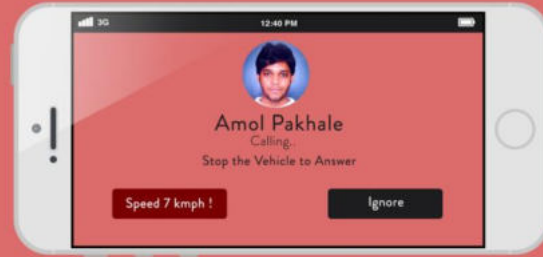 3G 12:40 PM
Amol Pakhale
Calling..
Stop the Vehicle to Answer
Speed 7 kmph !
Ignore